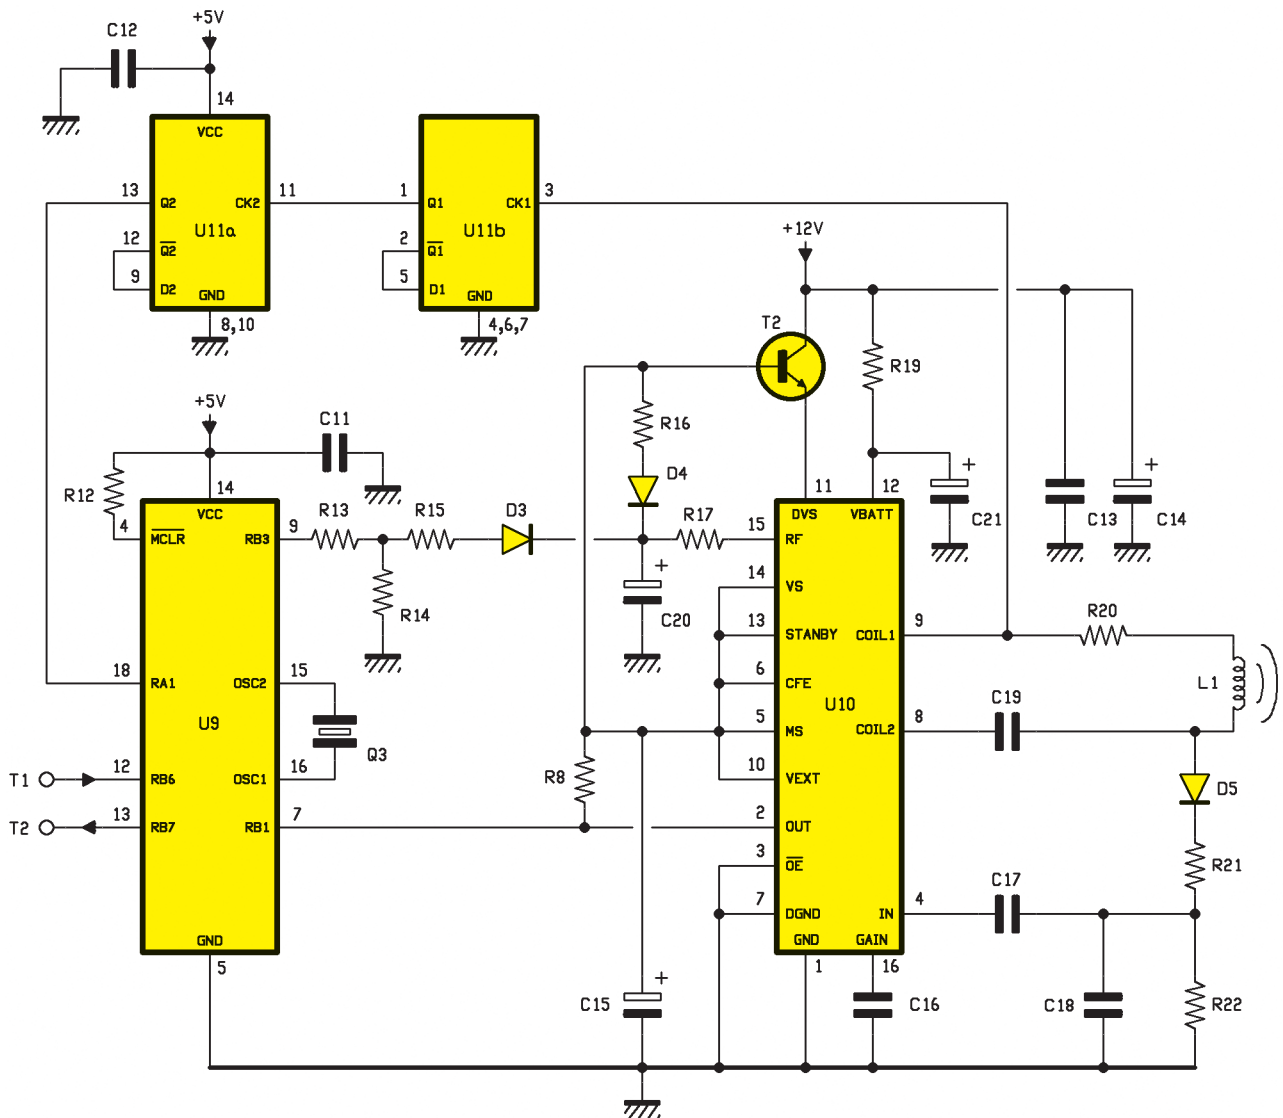 C12
+5V
14
VCC
13
Q2
CK2
11
1
Q1
CK1
3
U11a
U11b
12
Q2
2
Q1
9
D2
5
D1
GND
GND
8,10
4,6,7
+12V
T2
R19
+5V
C11
R16
D4
+
+
R12
14
VCC
R13
R15
D3
R17
11
12
DVS
VBATT
C21
C13
C14
4
MCLR
RB3
9
15
RF
+
14
VS
R14
C20
13
STANBY
COIL1
9
R20
18
RA1
OSC2
15
6
CFE
L1
U9
U10
C19
5
MS
COIL2
8
Q3
T1
12
RB6
OSC1
16
R8
10
VEXT
D5
T2
13
RB7
RB1
7
2
OUT
3
OE
R21
C17
7
DGND
IN
4
GND
GND
GAIN
5
1
16
+
C15
C16
C18
R22